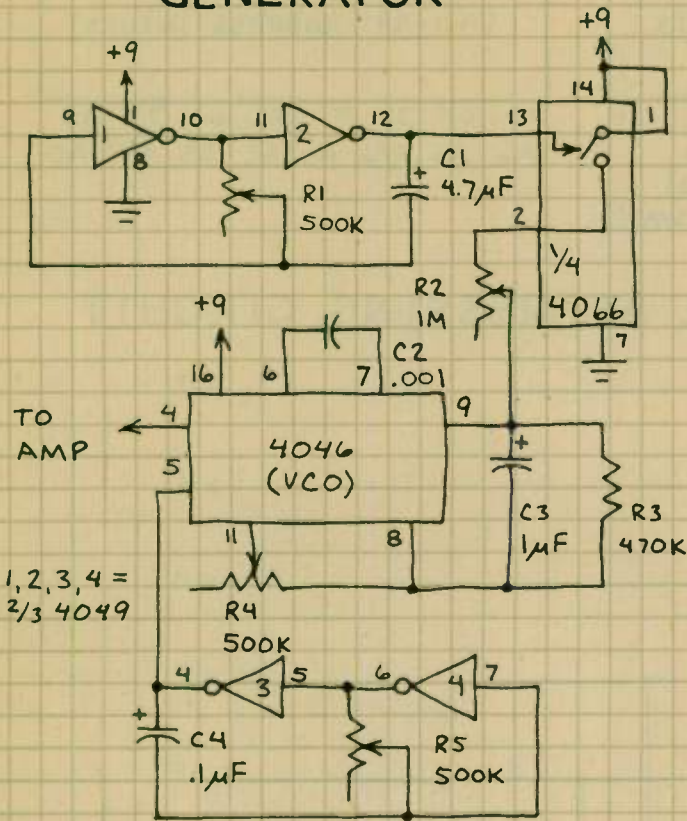 GENERATOR
+9
+9
14
1
9
1
1
10
11
2
12
13
8
C1
4.7µF
R1
500K
2
1/4
4066
R2
1M
7
+9
16
6
7
C2
.001
9
TO
AMP
4
5
4046
(VCO)
11
8
C3
1µF
R3
470K
R4
500K
1, 2, 3, 4 =
2/3 4049
4
3
5
6
4
7
+
C4
.1µF
R5
500K
+
+